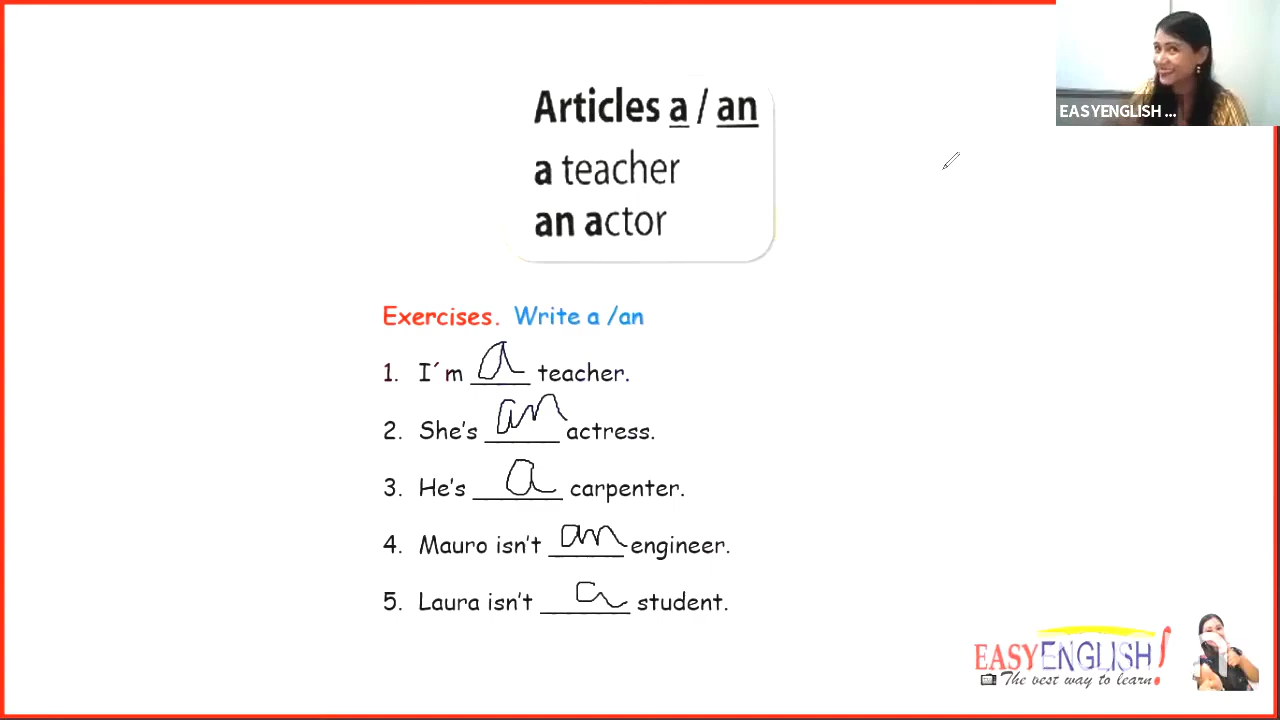 EASYENGLISH ...
Articles a / an
a teacher
an actor
Exercises. Write a /an
1. I´m a teacher.
2. She's an actress.
3. He's a carpenter.
4. Mauro isn't an engineer.
5. Laura isn't a student.
EASYENGLISH!
The best way to learn!